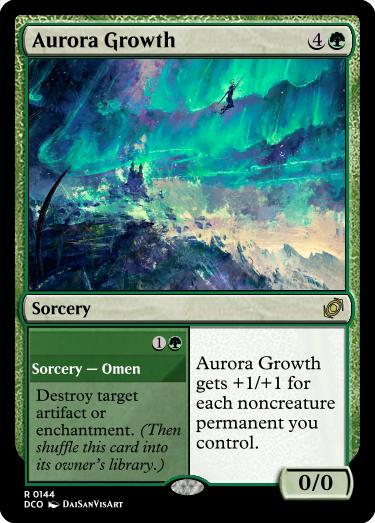 Aurora Growth 4
Sorcery
1
Sorcery — Omen
Destroy target
artifact or
enchantment. (Then
shuffle this card into
its owner's library.)
Aurora Growth
gets +1/+1 for
each noncreature
permanent you
control.
0/0
R 0144
DCO DaiSanVisArt